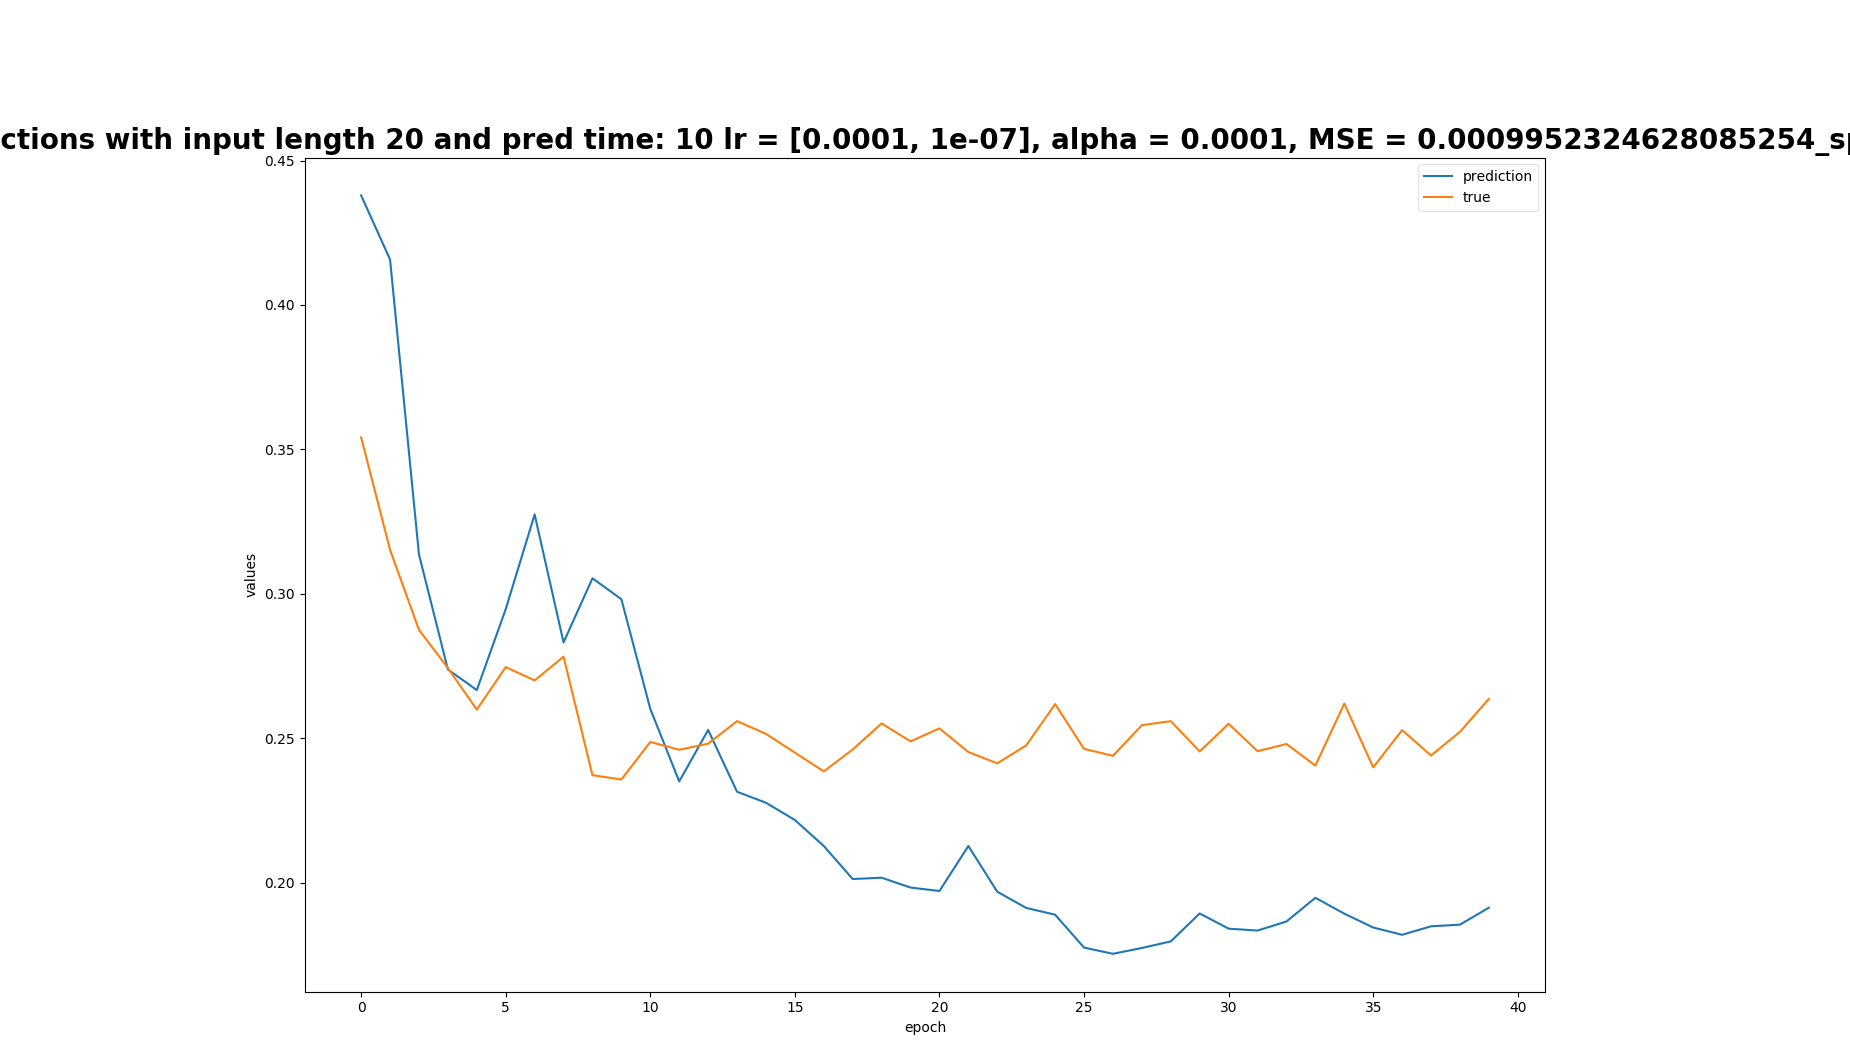 ctions with input length 20 and pred time: 10 lr = [0.0001, 1e-07], alpha = 0.0001, MSE = 0.0009952324628085254_sp
prediction
true
0.45
0.40
0.35
0.30
0.25
0.20
values
0 5 10 15 20 25 30 35 40
epoch